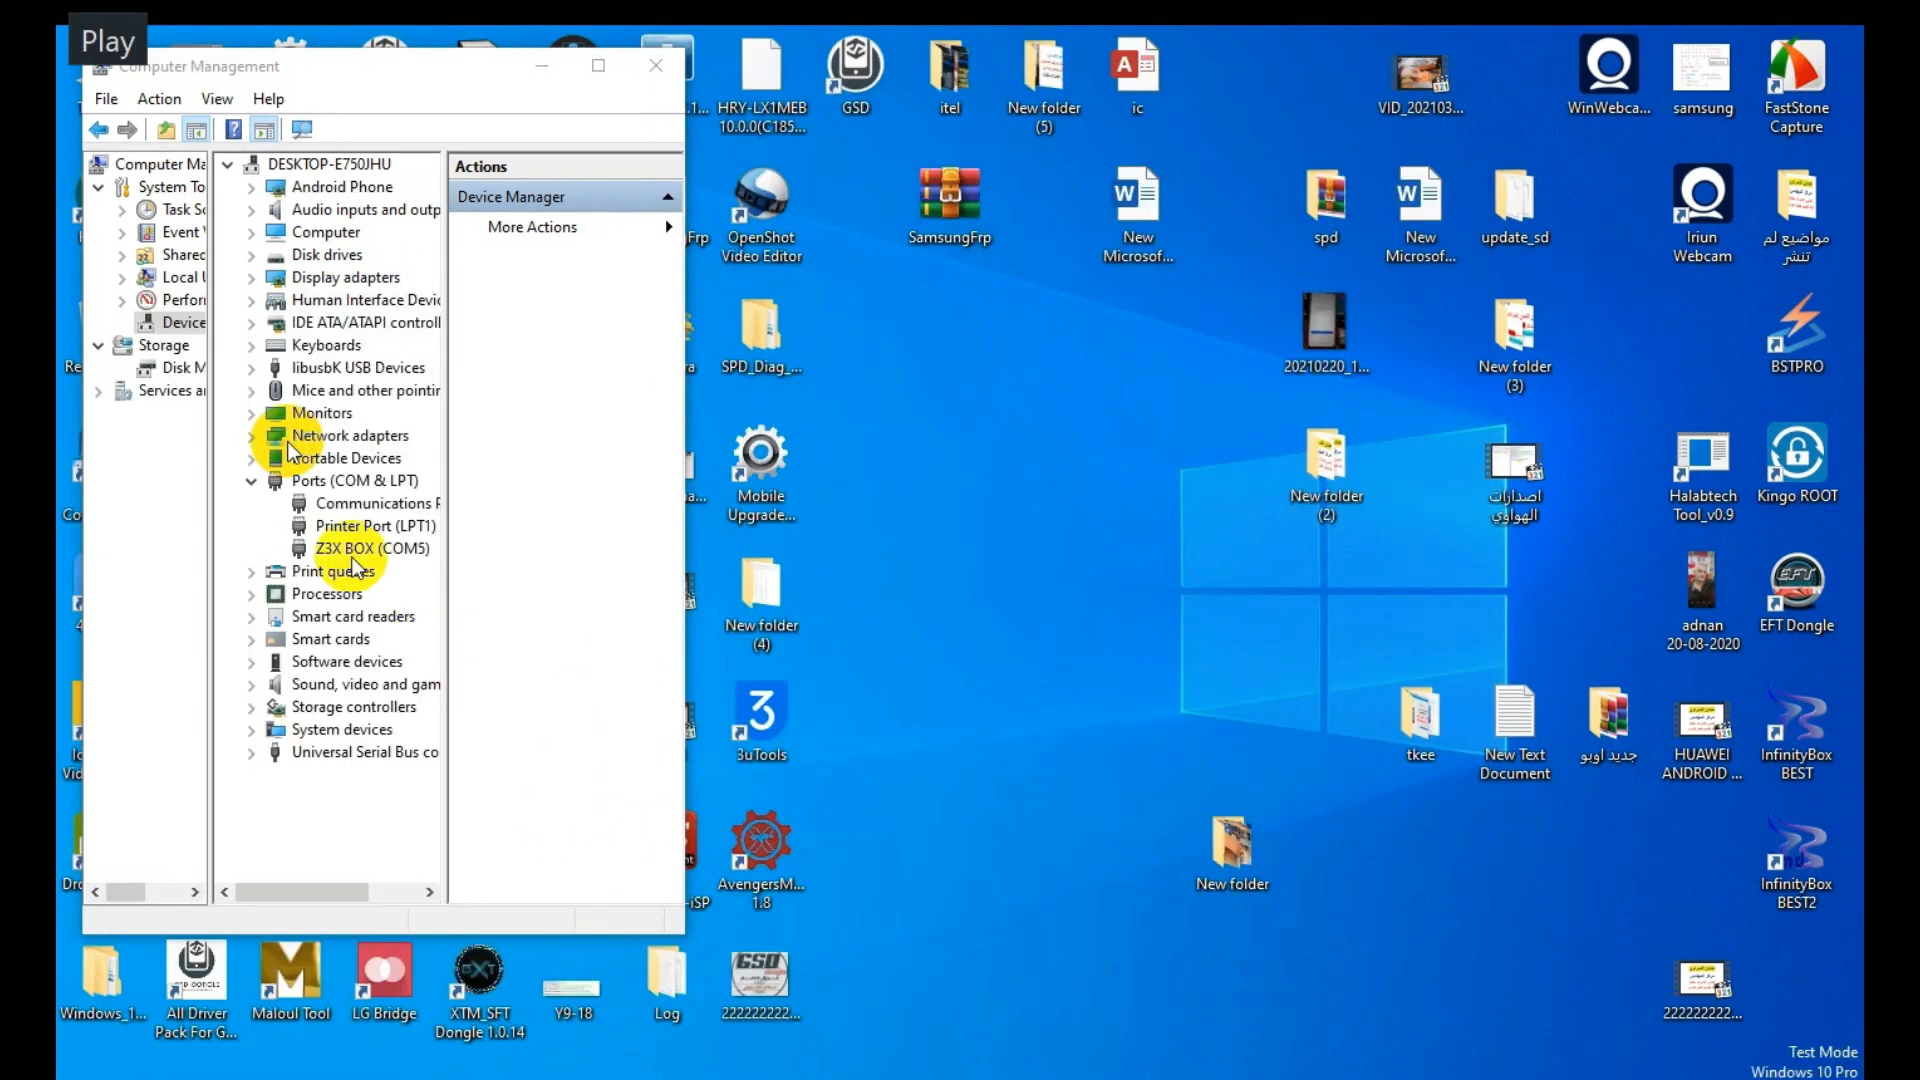 Play
Computer Management
File Action View Help
Computer Ma
System To
Task Sc
Event
Shared
Local U
Perfor
Device
Storage
Disk M
Services a
DESKTOP-E750JHU
Android Phone
Audio inputs and outp
Computer
Disk drives
Display adapters
Human Interface Devic
IDE ATA/ATAPI controll
Keyboards
libusbK USB Devices
Mice and other pointin
Monitors
Network adapters
Portable Devices
Ports (COM & LPT)
Communications P
Printer Port (LPT1)
Z3X BOX (COM5)
Print queues
Processors
Smart card readers
Smart cards
Software devices
Sound, video and gam
Storage controllers
System devices
Universal Serial Bus co
Actions
Device Manager
More Actions
HRY-LX1MEB
10.0.0(C185...
GSD
itel
New folder
(5)
ic
VID_202103...
WinWebca...
samsung
FastStone
Capture
Frp
OpenShot
Video Editor
SamsungFrp
New
Microsof...
spd
New
Microsof...
update_sd
Iriun
Webcam
مواضيع لم
تنشر
SPD_Diag_...
20210220_1...
New folder
(3)
BSTPRO
Mobile
Upgrade...
New folder
(2)
اصدارات
الهواوي
Halabtech
Tool_v0.9
Kingo ROOT
New folder
(4)
adnan
20-08-2020
EFT
EFT Dongle
3
3uTools
tkee
New Text
Document
جديد اوبو
HUAWEI
ANDROID ...
InfinityBox
BEST
AvengersM...
1.8
New folder
InfinityBox
BEST2
Windows_1...
All Driver
Pack For G...
Maloul Tool
LG Bridge
XTM_SFT
Dongle 1.0.14
Y9-18
Log
GSD
222222222...
222222222...
Test Mode
Windows 10 Pro